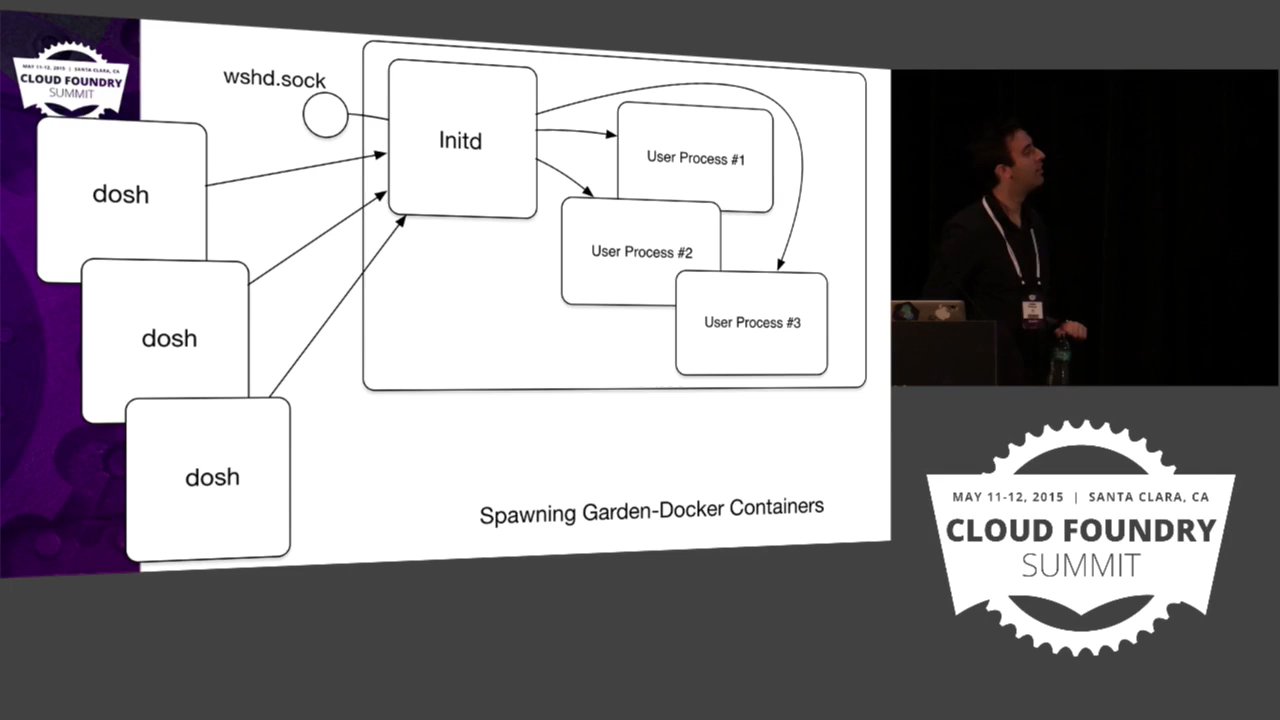 MAY 11-12, 2015 | SANTA CLARA, CA
CLOUD FOUNDRY
SUMMIT
wshd.sock
Initd
User Process #1
dosh
User Process #2
dosh
User Process #3
dosh
Spawning Garden-Docker Containers
MAY 11-12, 2015 | SANTA CLARA, CA
CLOUD FOUNDRY
SUMMIT